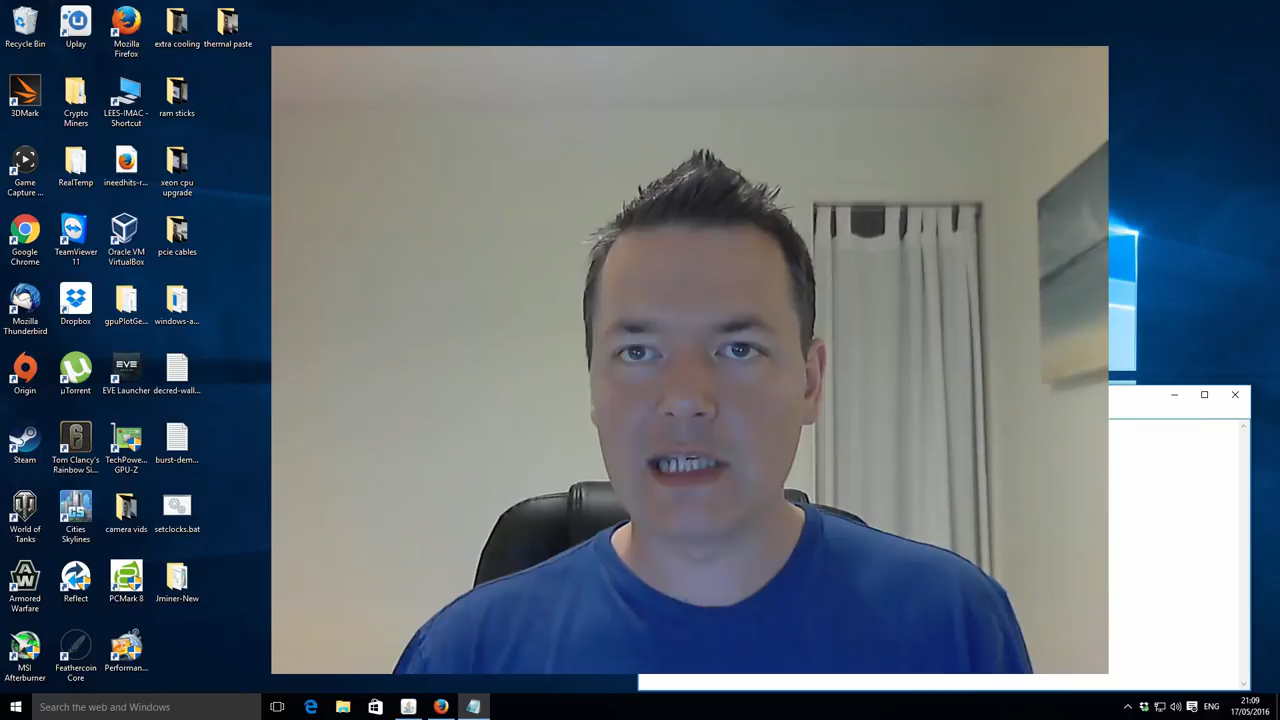 Recycle Bin
Uplay
Mozilla
Firefox
extra cooling
thermal paste
3DMark
Crypto
Miners
LEES-IMAC -
Shortcut
ram sticks
Game
Capture ...
RealTemp
ineedhits-r...
xeon cpu
upgrade
Google
Chrome
TeamViewer
11
Oracle VM
VirtualBox
pcie cables
Mozilla
Thunderbird
Dropbox
gpuPlotGe...
windows-a...
Origin
µTorrent
EVE
EVE Launcher
decred-wall...
Steam
Tom Clancy's
Rainbow Si...
TechPowe...
GPU-Z
burst-dem...
World of
Tanks
Cities
Skylines
camera vids
setclocks.bat
Armored
Warfare
Reflect
PCMark 8
Jminer-New
MSI
Afterburner
Feathercoin
Core
Performan...
Search the web and Windows
ENG
21:09
17/05/2016